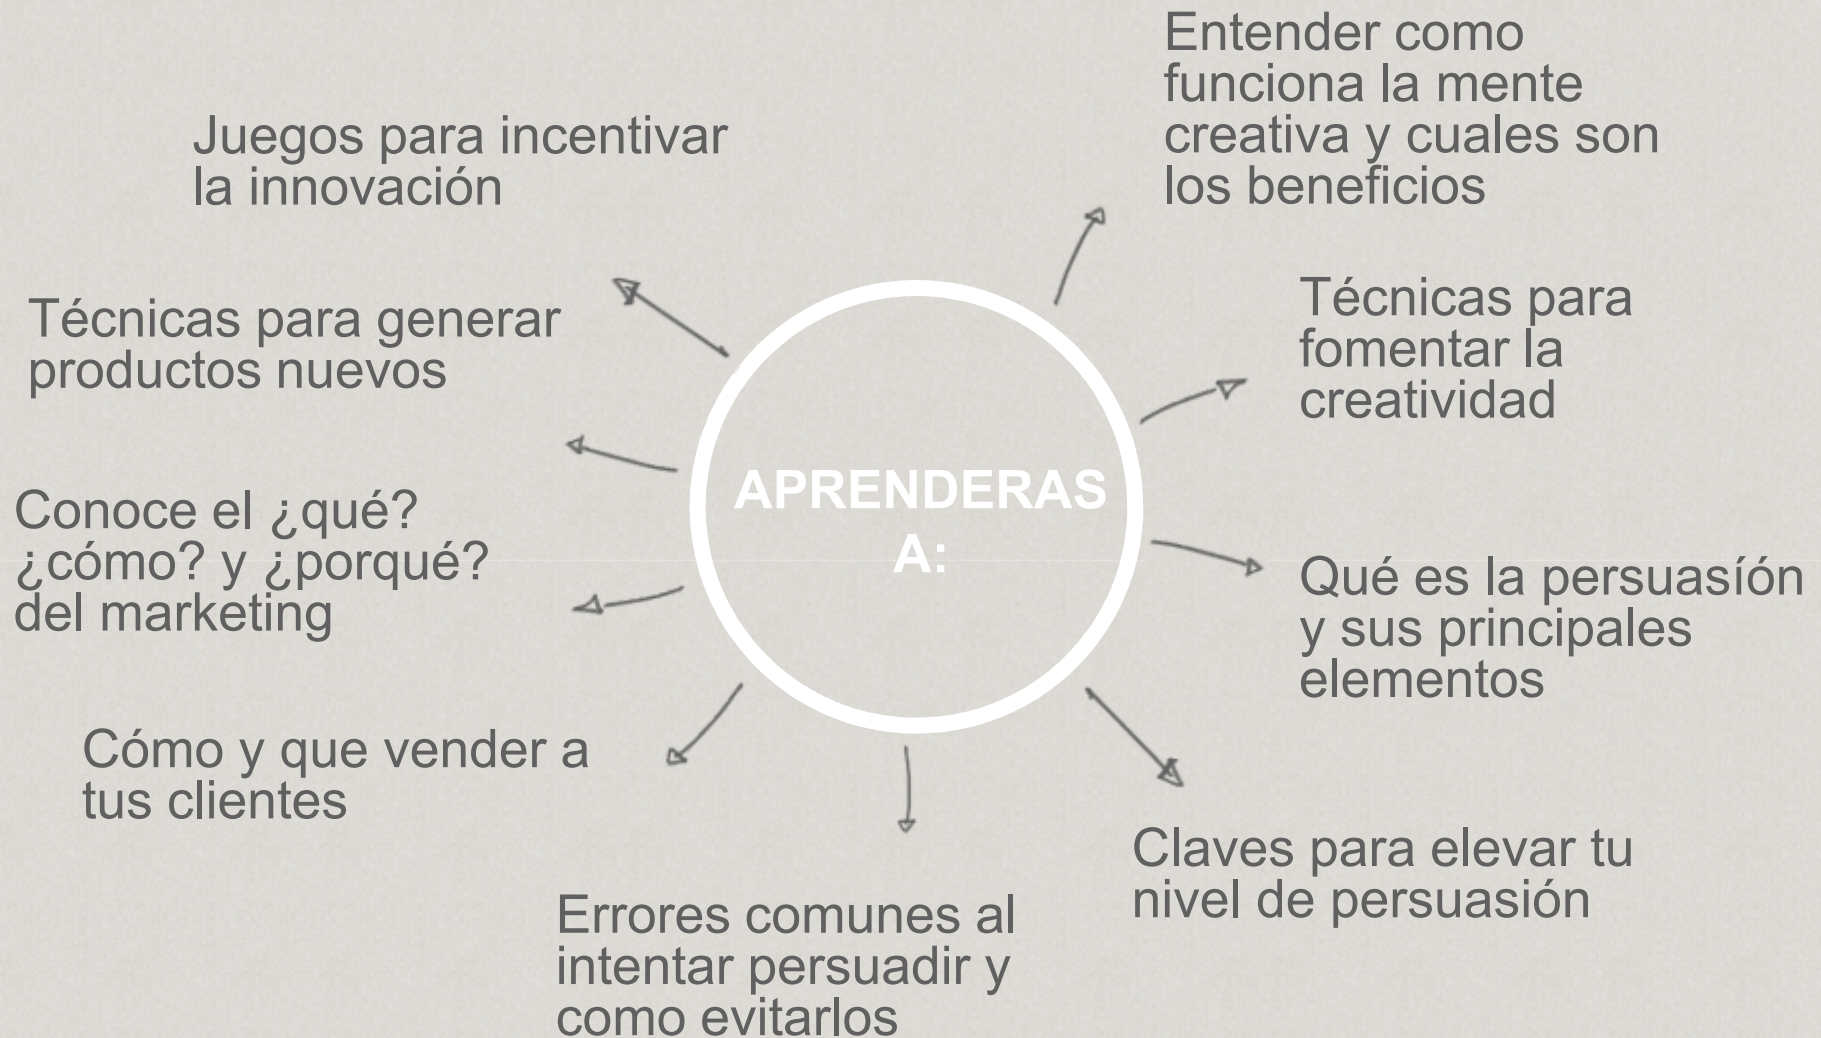 Entender como
funciona la mente
creativa y cuales son
los beneficios
Juegos para incentivar
la innovación
Técnicas para
fomentar la
creatividad
Técnicas para generar
productos nuevos
APRENDERAS
A:
Conoce el ¿qué?
¿cómo? y ¿porqué?
del marketing
Qué es la persuasíón
y sus principales
elementos
Cómo y que vender a
tus clientes
Claves para elevar tu
nivel de persuasión
Errores comunes al
intentar persuadir y
como evitarlos